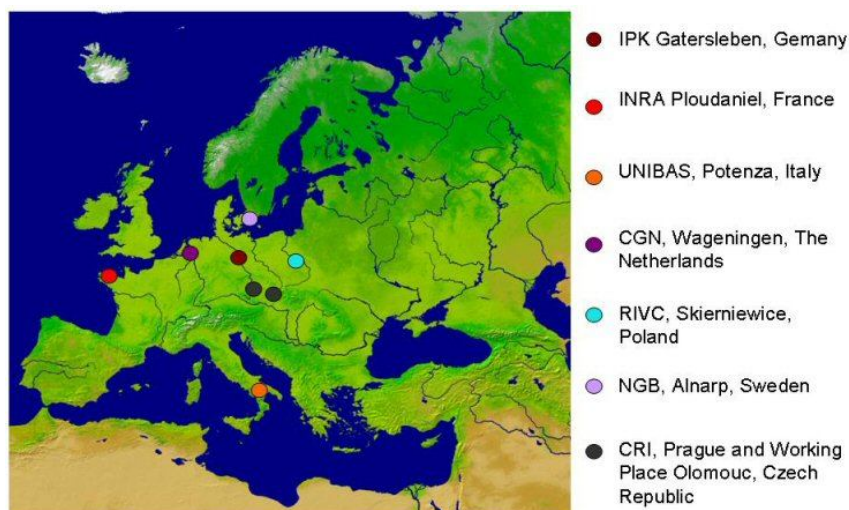 IPK Gatersleben, Gemany
INRA Ploudaniel, France
UNIBAS, Potenza, Italy
CGN, Wageningen, The
Netherlands
RIVC, Skierniewice,
Poland
NGB, Alnarp, Sweden
CRI, Prague and Working
Place Olomouc, Czech
Republic